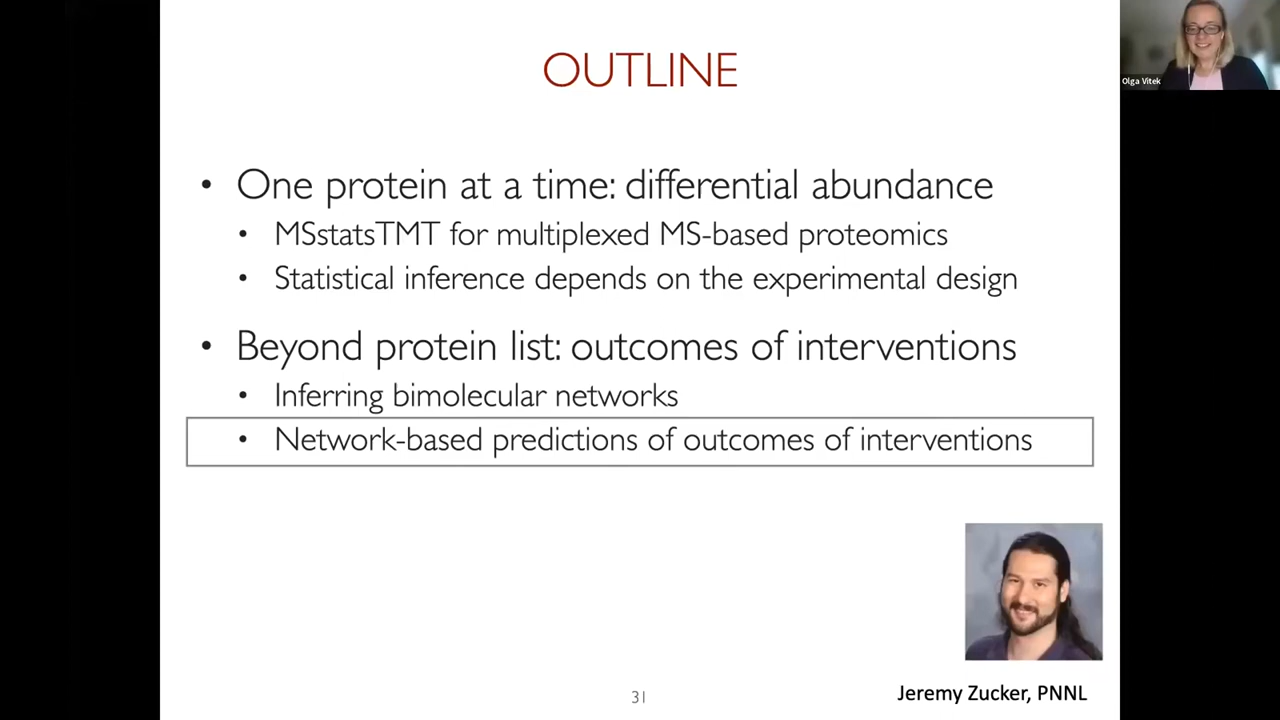 OUTLINE
Olga Vitek
• One protein at a time: differential abundance
• MSstatsTMT for multiplexed MS-based proteomics
• Statistical inference depends on the experimental design
• Beyond protein list: outcomes of interventions
• Inferring bimolecular networks
• Network-based predictions of outcomes of interventions
Jeremy Zucker, PNNL
31